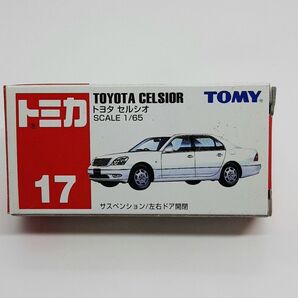 トミカ
17
TOYOTA CELSIOR
トヨタ セルシオ
SCALE 1/65
TOMY
サスペンション/左右ドア開閉